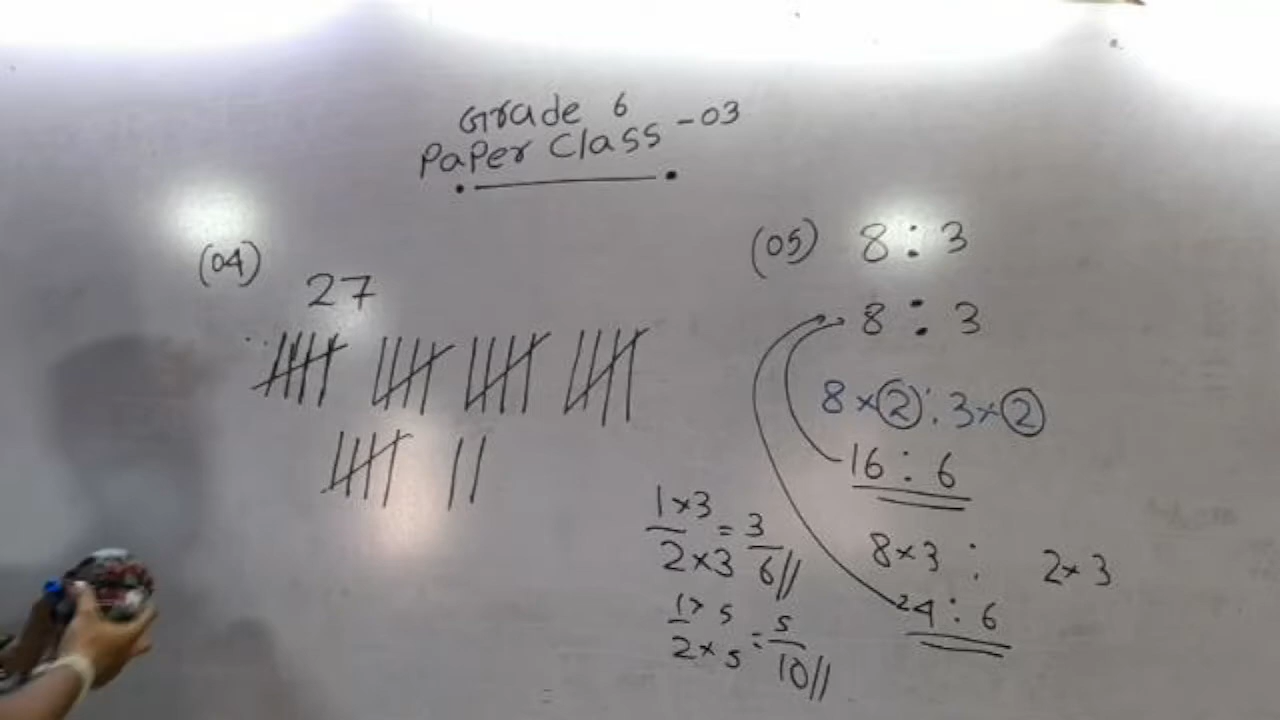 Grade 6
Paper Class - 03
(04) 27
(05) 8 : 3
8 : 3
8 × 2 : 3 × 2
16 : 6
1 × 3 / 2 × 3 = 3 / 6 //
8 × 3 : 2 × 3
24 : 6
1 × 5 / 2 × 5 = 5 / 10 //